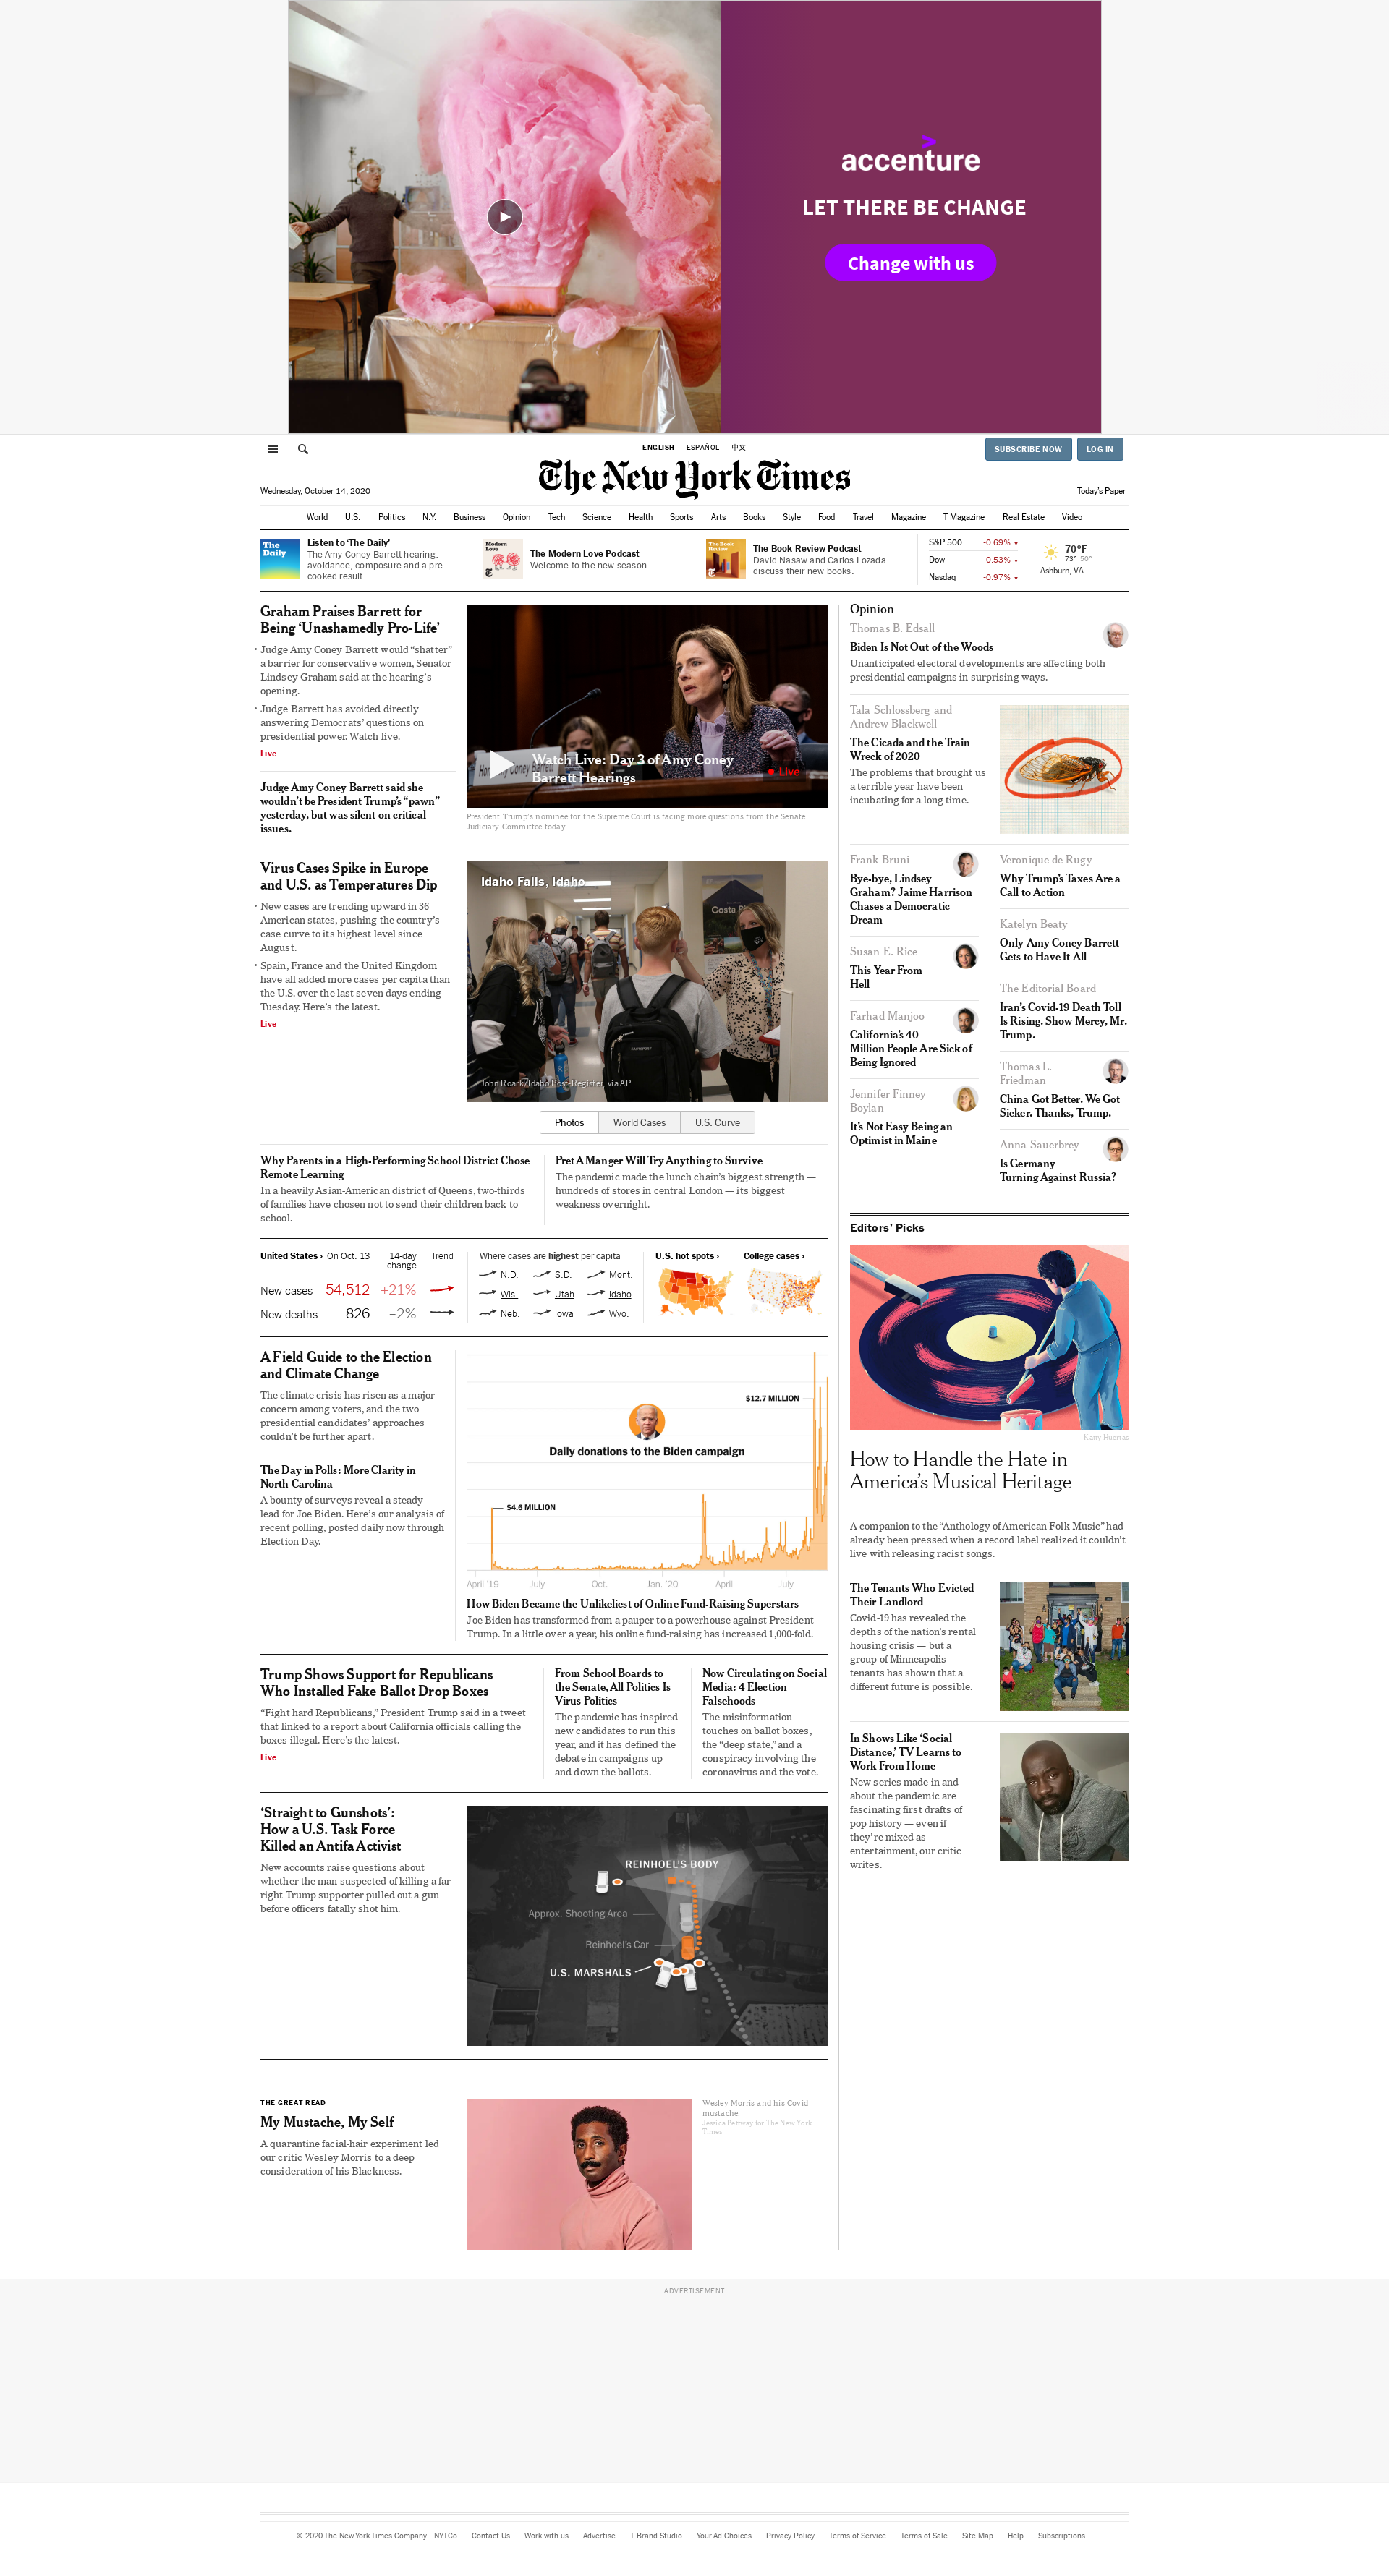 accenture
LET THERE BE CHANGE
Change with us
ENGLISH ESPAÑOL 中文
SUBSCRIBE NOW LOG IN
The New York Times
Wednesday, October 14, 2020
Today's Paper
World U.S. Politics N.Y. Business Opinion Tech Science Health Sports Arts Books Style Food Travel Magazine T Magazine Real Estate Video
The Daily
Listen to 'The Daily'
The Amy Coney Barrett hearing:
avoidance, composure and a pre-
cooked result.
Modern
Love
The Modern Love Podcast
Welcome to the new season.
The Book
Review
The Book Review Podcast
David Nasaw and Carlos Lozada
discuss their new books.
S&P 500 -0.69%
Dow -0.53%
Nasdaq -0.97%
70°F
73° 50°
Ashburn, VA
Graham Praises Barrett for
Being ‘Unashamedly Pro-Life’
• Judge Amy Coney Barrett would “shatter”
a barrier for conservative women, Senator
Lindsey Graham said at the hearing’s
opening.
• Judge Barrett has avoided directly
answering Democrats’ questions on
presidential power. Watch live.
Live
Judge Amy Coney Barrett said she
wouldn’t be President Trump’s “pawn”
yesterday, but was silent on critical
issues.
Watch Live: Day 3 of Amy Coney
Barrett Hearings
Live
President Trump’s nominee for the Supreme Court is facing more questions from the Senate
Judiciary Committee today.
Virus Cases Spike in Europe
and U.S. as Temperatures Dip
• New cases are trending upward in 36
American states, pushing the country’s
case curve to its highest level since
August.
• Spain, France and the United Kingdom
have all added more cases per capita than
the U.S. over the last seven days ending
Tuesday. Here’s the latest.
Live
Idaho Falls, Idaho
John Roark/Idaho Post-Register, via AP
Photos World Cases U.S. Curve
Why Parents in a High-Performing School District Chose
Remote Learning
In a heavily Asian-American district of Queens, two-thirds
of families have chosen not to send their children back to
school.
Pret A Manger Will Try Anything to Survive
The pandemic made the lunch chain’s biggest strength —
hundreds of stores in central London — its biggest
weakness overnight.
United States › On Oct. 13 14-day
change Trend
New cases 54,512 +21%
New deaths 826 –2%
Where cases are highest per capita
N.D. S.D. Mont.
Wis. Utah Idaho
Neb. Iowa Wyo.
U.S. hot spots ›
College cases ›
A Field Guide to the Election
and Climate Change
The climate crisis has risen as a major
concern among voters, and the two
presidential candidates’ approaches
couldn’t be further apart.
The Day in Polls: More Clarity in
North Carolina
A bounty of surveys reveal a steady
lead for Joe Biden. Here’s our analysis of
recent polling, posted daily now through
Election Day.
$12.7 MILLION
Daily donations to the Biden campaign
$4.6 MILLION
April ’19 July Oct. Jan. ’20 April July
How Biden Became the Unlikeliest of Online Fund-Raising Superstars
Joe Biden has transformed from a pauper to a powerhouse against President
Trump. In a little over a year, his online fund-raising has increased 1,000-fold.
Trump Shows Support for Republicans
Who Installed Fake Ballot Drop Boxes
“Fight hard Republicans,” President Trump said in a tweet
that linked to a report about California officials calling the
boxes illegal. Here’s the latest.
Live
From School Boards to
the Senate, All Politics Is
Virus Politics
The pandemic has inspired
new candidates to run this
year, and it has defined the
debate in campaigns up
and down the ballots.
Now Circulating on Social
Media: 4 Election
Falsehoods
The misinformation
touches on ballot boxes,
the “deep state,” and a
conspiracy involving the
coronavirus and the vote.
‘Straight to Gunshots’:
How a U.S. Task Force
Killed an Antifa Activist
New accounts raise questions about
whether the man suspected of killing a far-
right Trump supporter pulled out a gun
before officers fatally shot him.
REINHOEL'S BODY
Approx. Shooting Area
Reinhoel's Car
U.S. MARSHALS
THE GREAT READ
My Mustache, My Self
A quarantine facial-hair experiment led
our critic Wesley Morris to a deep
consideration of his Blackness.
Wesley Morris and his Covid
mustache.
Jessica Pettway for The New York
Times
Opinion
Thomas B. Edsall
Biden Is Not Out of the Woods
Unanticipated electoral developments are affecting both
presidential campaigns in surprising ways.
Tala Schlossberg and
Andrew Blackwell
The Cicada and the Train
Wreck of 2020
The problems that brought us
a terrible year have been
incubating for a long time.
Frank Bruni
Bye-bye, Lindsey
Graham? Jaime Harrison
Chases a Democratic
Dream
Susan E. Rice
This Year From
Hell
Farhad Manjoo
California’s 40
Million People Are Sick of
Being Ignored
Jennifer Finney
Boylan
It’s Not Easy Being an
Optimist in Maine
Veronique de Rugy
Why Trump’s Taxes Are a
Call to Action
Katelyn Beaty
Only Amy Coney Barrett
Gets to Have It All
The Editorial Board
Iran’s Covid-19 Death Toll
Is Rising. Show Mercy, Mr.
Trump.
Thomas L.
Friedman
China Got Better. We Got
Sicker. Thanks, Trump.
Anna Sauerbrey
Is Germany
Turning Against Russia?
Editors’ Picks
Katty Huertas
How to Handle the Hate in
America’s Musical Heritage
A companion to the “Anthology of American Folk Music” had
already been pressed when a record label realized it couldn’t
live with releasing racist songs.
The Tenants Who Evicted
Their Landlord
Covid-19 has revealed the
depths of the nation’s rental
housing crisis — but a
group of Minneapolis
tenants has shown that a
different future is possible.
In Shows Like ‘Social
Distance,’ TV Learns to
Work From Home
New series made in and
about the pandemic are
fascinating first drafts of
pop history — even if
they’re mixed as
entertainment, our critic
writes.
ADVERTISEMENT
© 2020 The New York Times Company NYTCo Contact Us Work with us Advertise T Brand Studio Your Ad Choices Privacy Policy Terms of Service Terms of Sale Site Map Help Subscriptions